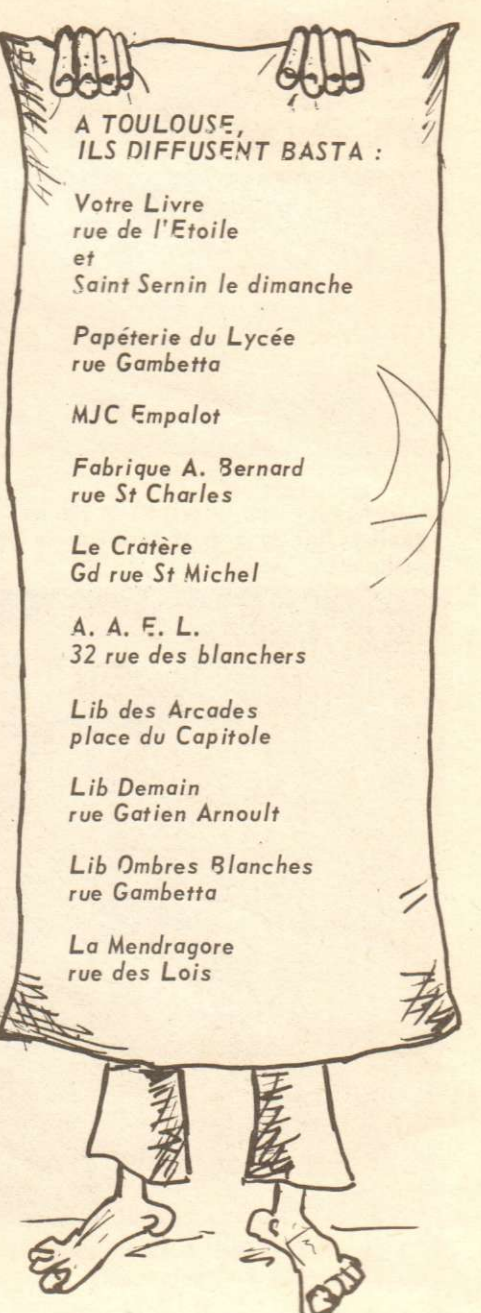 A TOULOUSE,
ILS DIFFUSENT BASTA :
Votre Livre
rue de l'Etoile
et
Saint Sernin le dimanche
Papéterie du Lycée
rue Gambetta
MJC Empalot
Fabrique A. Bernard
rue St Charles
Le Cratère
Gd rue St Michel
A. A. E. L.
32 rue des blanchers
Lib des Arcades
place du Capitole
Lib Demain
rue Gatien Arnoult
Lib Ombres Blanches
rue Gambetta
La Mendragore
rue des Lois